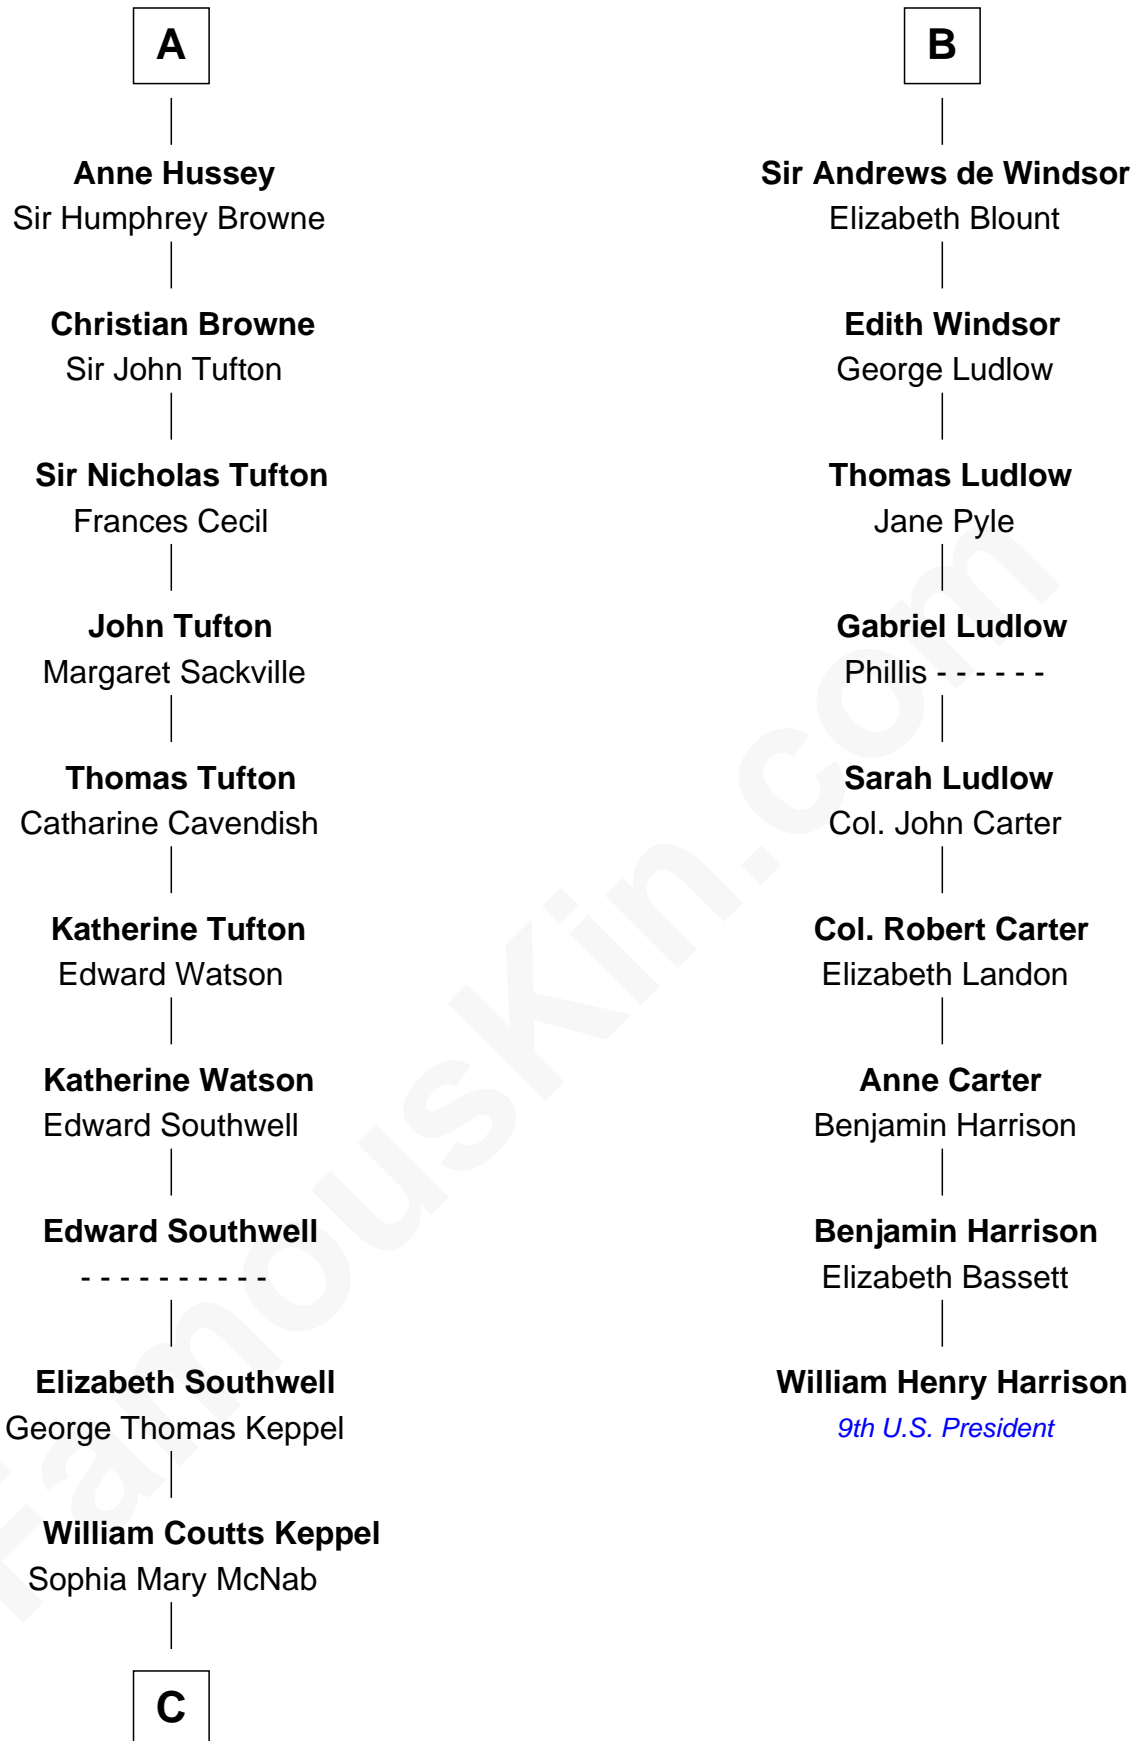 A
Anne Hussey
Sir Humphrey Browne
Christian Browne
Sir John Tufton
Sir Nicholas Tufton
Frances Cecil
John Tufton
Margaret Sackville
Thomas Tufton
Catharine Cavendish
Katherine Tufton
Edward Watson
Katherine Watson
Edward Southwell
Edward Southwell
- - - - - - - - - -
Elizabeth Southwell
George Thomas Keppel
William Coutts Keppel
Sophia Mary McNab
C
B
Sir Andrews de Windsor
Elizabeth Blount
Edith Windsor
George Ludlow
Thomas Ludlow
Jane Pyle
Gabriel Ludlow
Phillis - - - - - -
Sarah Ludlow
Col. John Carter
Col. Robert Carter
Elizabeth Landon
Anne Carter
Benjamin Harrison
Benjamin Harrison
Elizabeth Bassett
William Henry Harrison
9th U.S. President
FamousKin.com